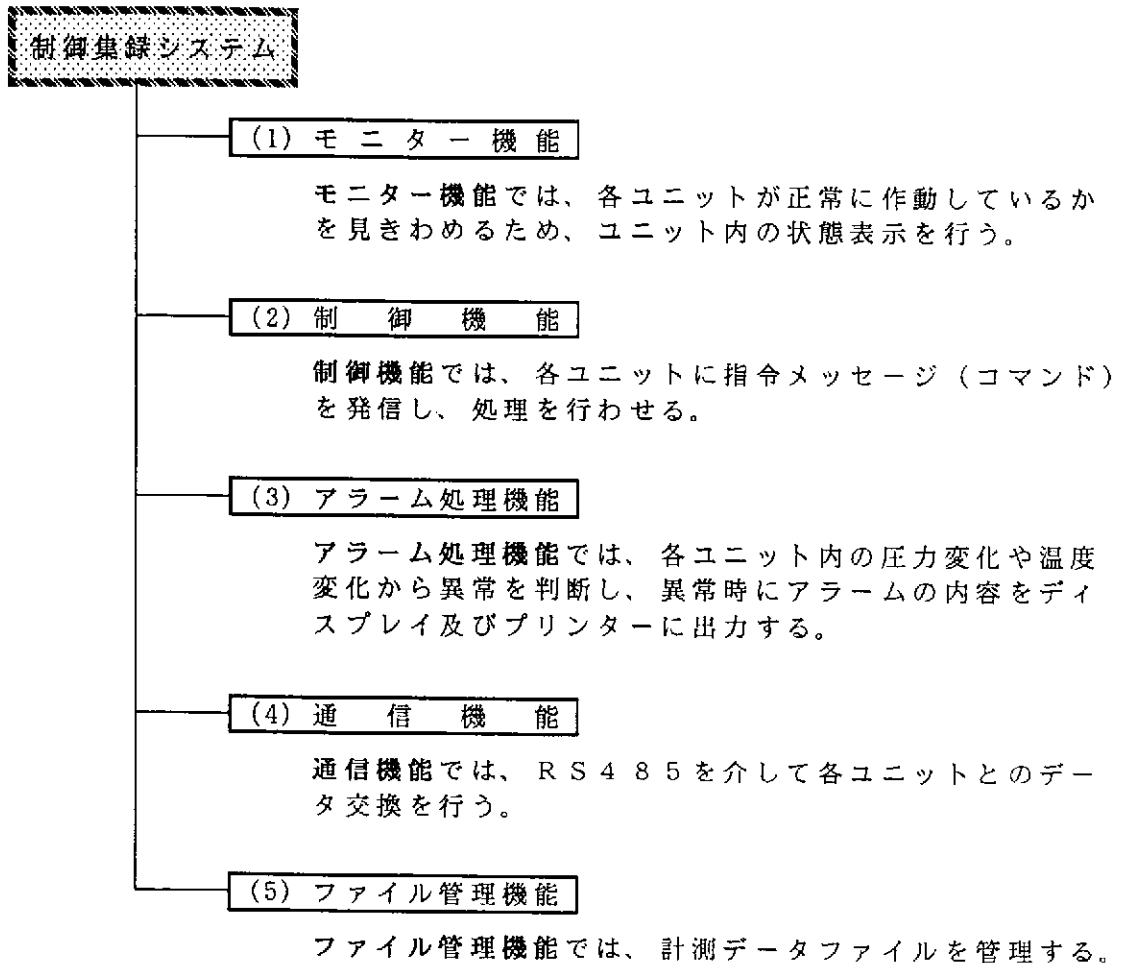 制御集録システム
(1) モニター機能
モニター機能では、各ユニットが正常に作動しているか
を見きわめるため、ユニット内の状態表示を行う。
(2) 制御機能
制御機能では、各ユニットに指令メッセージ（コマンド）
を発信し、処理を行わせる。
(3) アラーム処理機能
アラーム処理機能では、各ユニット内の圧力変化や温度
変化から異常を判断し、異常時にアラームの内容をディ
スプレイ及びプリンターに出力する。
(4) 通信機能
通信機能では、ＲＳ４８５を介して各ユニットとのデー
タ交換を行う。
(5) ファイル管理機能
ファイル管理機能では、計測データファイルを管理する。